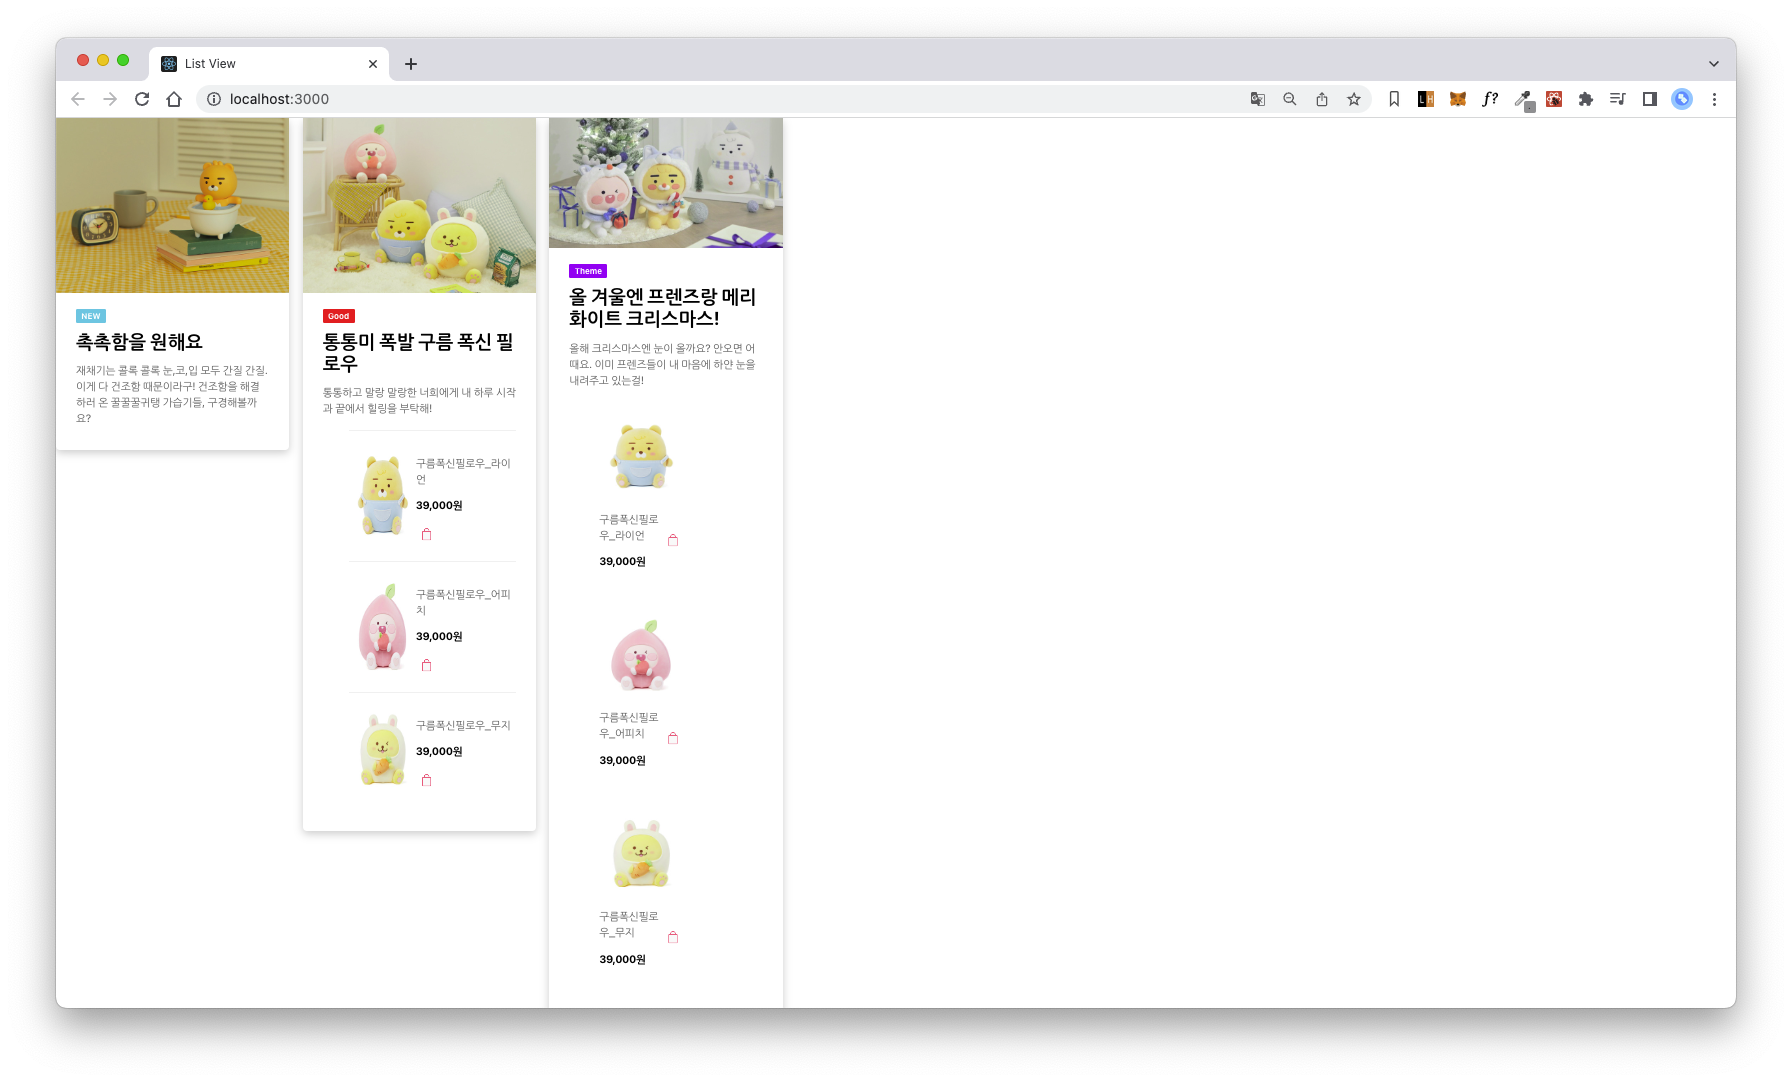 List View
localhost:3000
LH
f?
NEW
촉촉함을 원해요
재채기는 콜록 콜록 눈,코,입 모두 간질 간질.
이게 다 건조함 때문이라구! 건조함을 해결
하러 온 꿀꿀꿀귀탱 가습기들, 구경해볼까
요?
Good
통통미 폭발 구름 폭신 필
로우
통통하고 말랑 말랑한 너희에게 내 하루 시작
과 끝에서 힐링을 부탁해!
구름폭신필로우_라이
언
39,000원
구름폭신필로우_어피
치
39,000원
구름폭신필로우_무지
39,000원
Theme
올 겨울엔 프렌즈랑 메리
화이트 크리스마스!
올해 크리스마스엔 눈이 올까요? 안오면 어
때요. 이미 프렌즈들이 내 마음에 하얀 눈을
내려주고 있는걸!
구름폭신필로
우_라이언
39,000원
구름폭신필로
우_어피치
39,000원
구름폭신필로
우_무지
39,000원